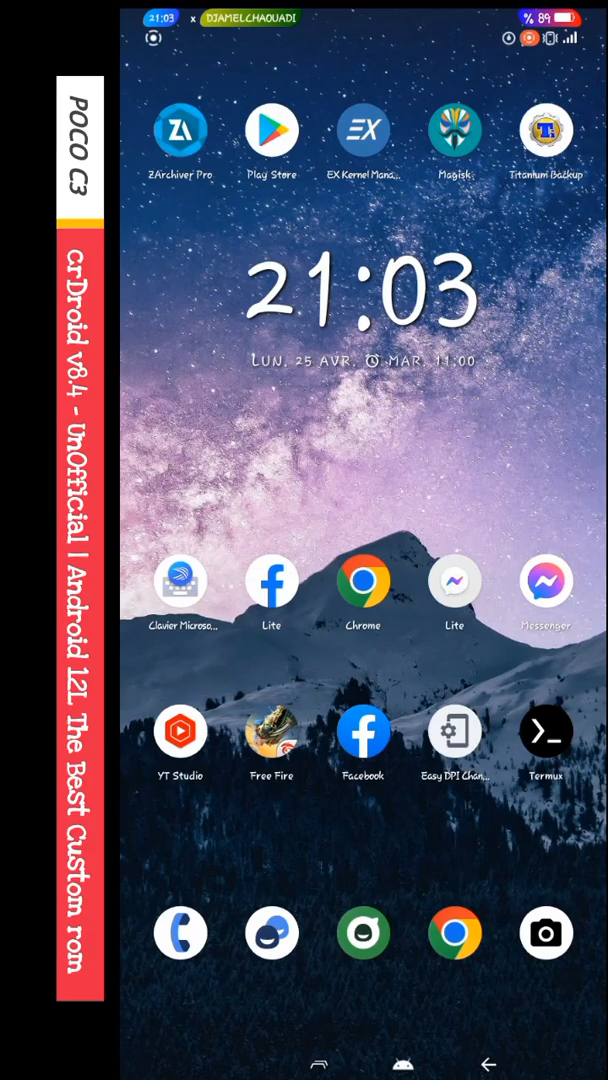 POCO C3
crDroid v8.4 - UnOfficial | Android 12L The Best Custom rom
21:03 x DJAMELCHAOUADI % 89
ZArchiver Pro
Play Store
EX Kernel Mana...
Magisk
Titanium Backup
21:03
LUN. 25 AVR. MAR. 11:00
Clavier Microso...
Lite
Chrome
Lite
Messenger
YT Studio
Free Fire
Facebook
Easy DPI Chan...
Termux